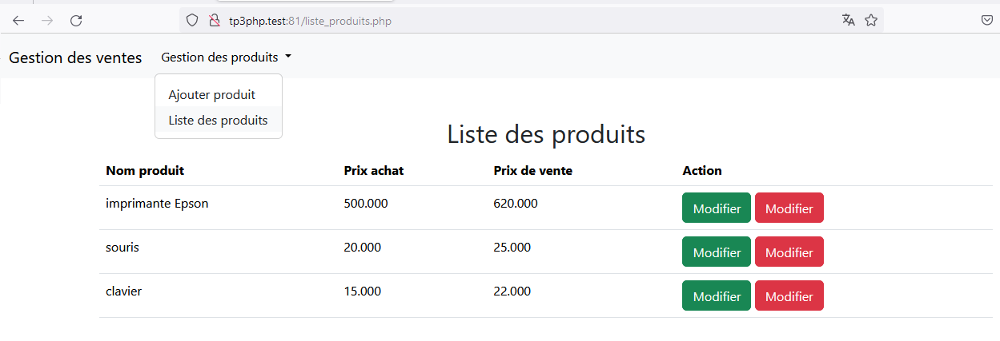 tp3php.test:81/liste_produits.php
Gestion des ventes Gestion des produits
Ajouter produit
Liste des produits
Liste des produits
Nom produit Prix achat Prix de vente Action
imprimante Epson 500.000 620.000 Modifier Modifier
souris 20.000 25.000 Modifier Modifier
clavier 15.000 22.000 Modifier Modifier